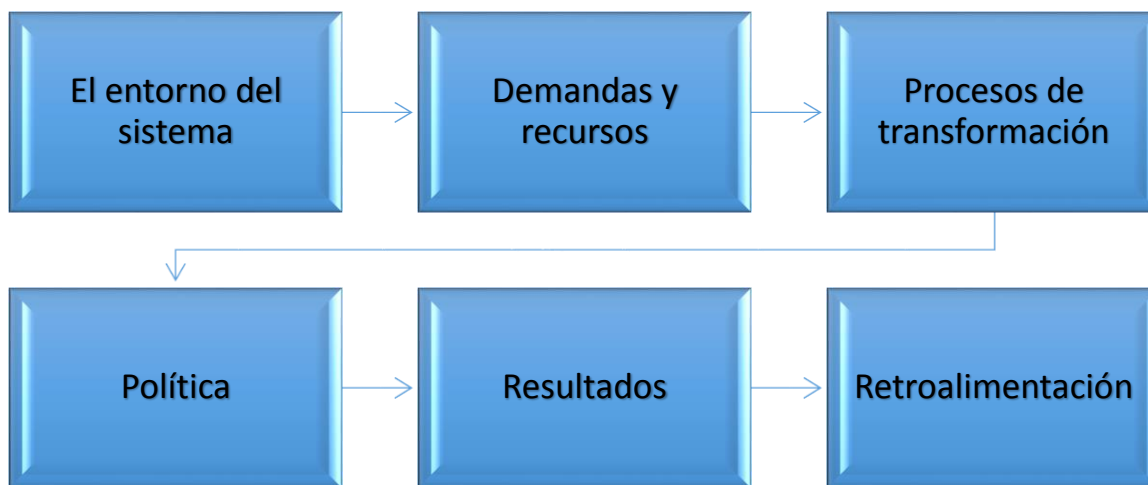 El entorno del
sistema
Demandas y
recursos
Procesos de
transformación
Política
Resultados
Retroalimentación